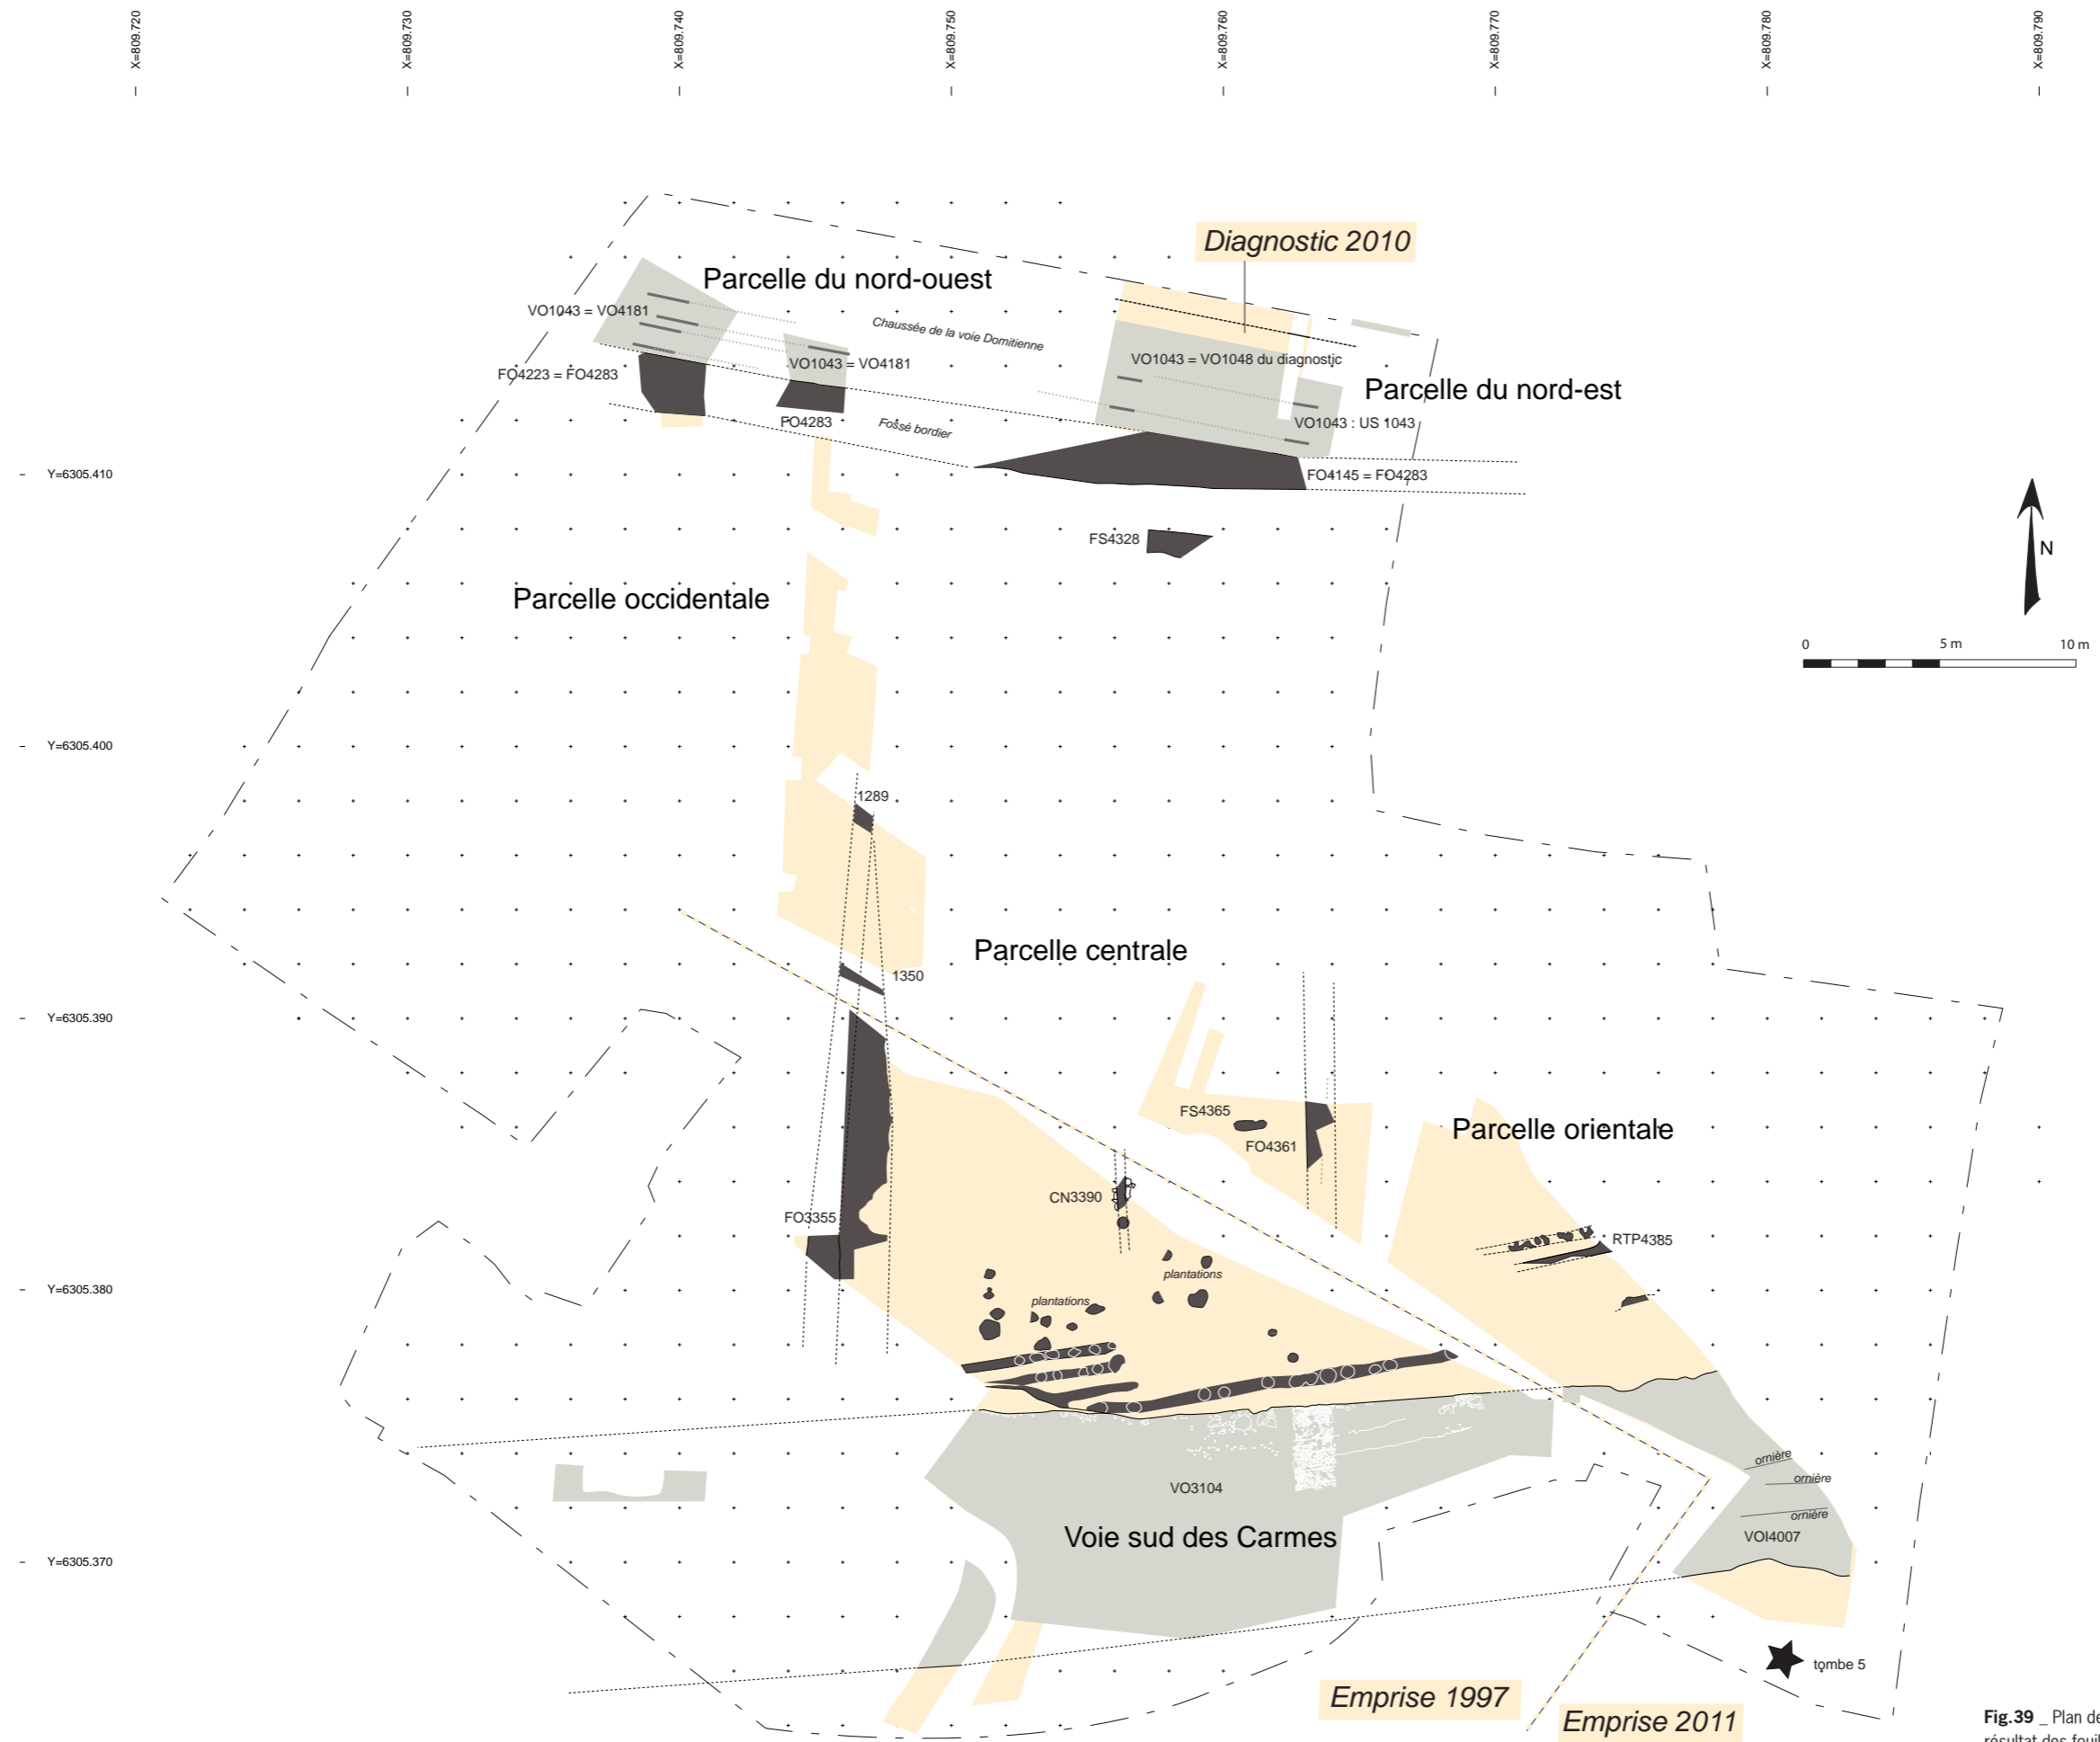 X=809.720
X=809.730
X=809.740
X=809.750
X=809.760
X=809.770
X=809.780
X=809.790
Diagnostic 2010
Parcelle du nord-ouest
VO1043 = VO4181
Chaussée de la voie Domitienne
VO1043 = VO4181
VO1043 = VO1048 du diagnostic
FO4223 = FO4283
Parcelle du nord-est
FO4283
Fossé bordier
VO1043 : US 1043
Y=6305.410
FO4145 = FO4283
FS4328
N
Parcelle occidentale
0
5 m
10 m
Y=6305.400
1289
Parcelle centrale
1350
Y=6305.390
FS4365
Parcelle orientale
FO4361
CN3390
FO3355
RTP4385
plantations
Y=6305.380
plantations
ornière
ornière
VO3104
ornière
Voie sud des Carmes
VOI4007
Y=6305.370
tombe 5
Emprise 1997
Emprise 2011
Fig.39 _ Plan de
résultat des fouil